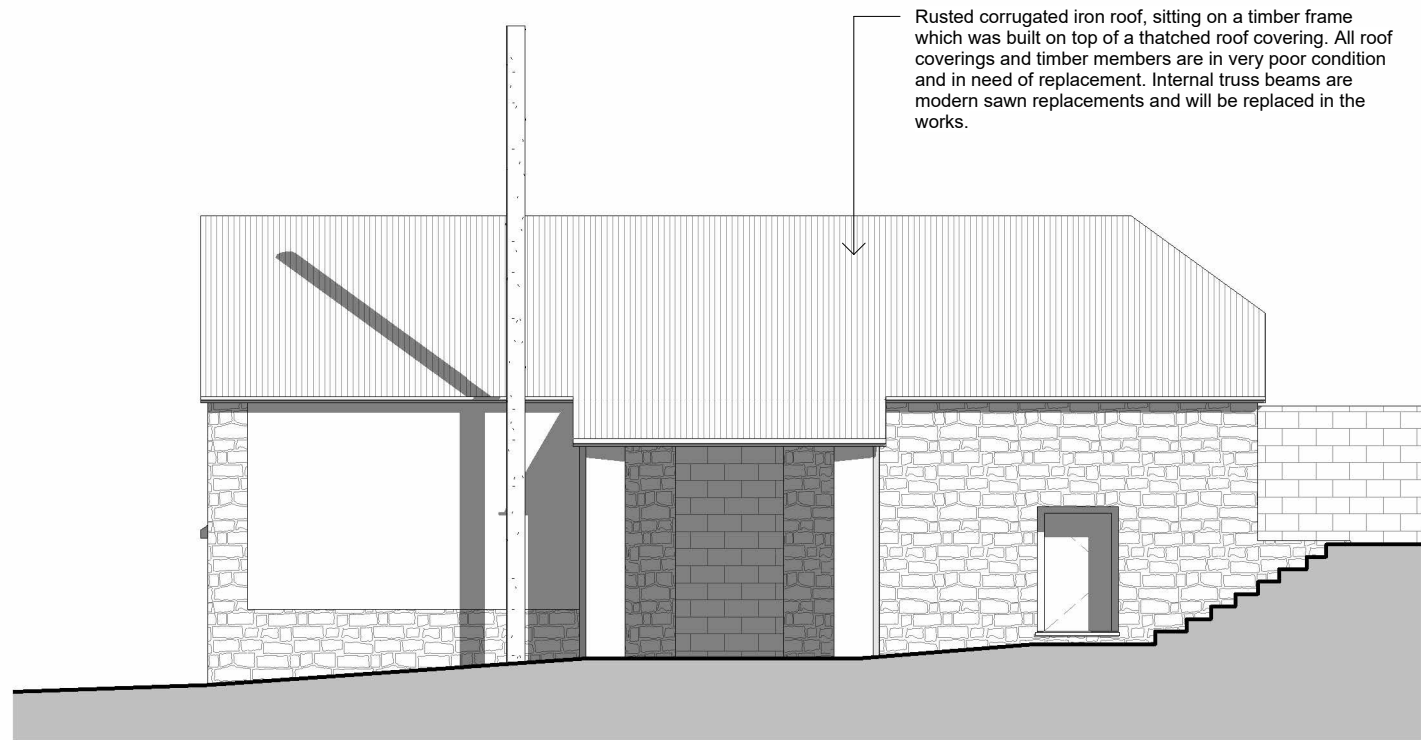 Rusted corrugated iron roof, sitting on a timber frame
which was built on top of a thatched roof covering. All roof
coverings and timber members are in very poor condition
and in need of replacement. Internal truss beams are
modern sawn replacements and will be replaced in the
works.